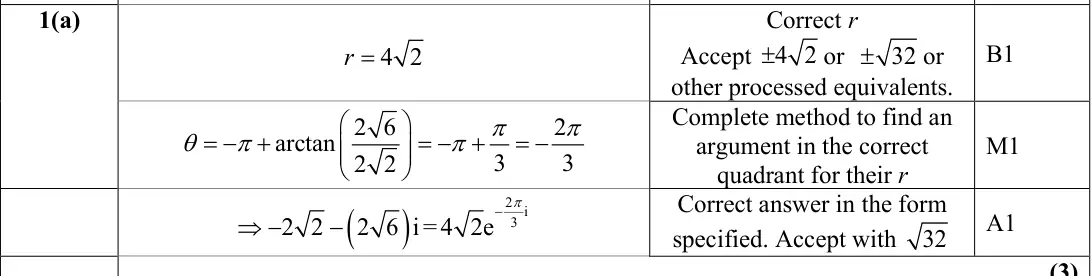 1(a)
r = 4√2
Correct r
Accept ±4√2 or ±√32 or
other processed equivalents.
B1
θ = −π + arctan(2√6/2√2) = −π + π/3 = −2π/3
Complete method to find an
argument in the correct
quadrant for their r
M1
⇒ −2√2 − (2√6)i = 4√2e^(−2π/3 i)
Correct answer in the form
specified. Accept with √32
A1
(3)